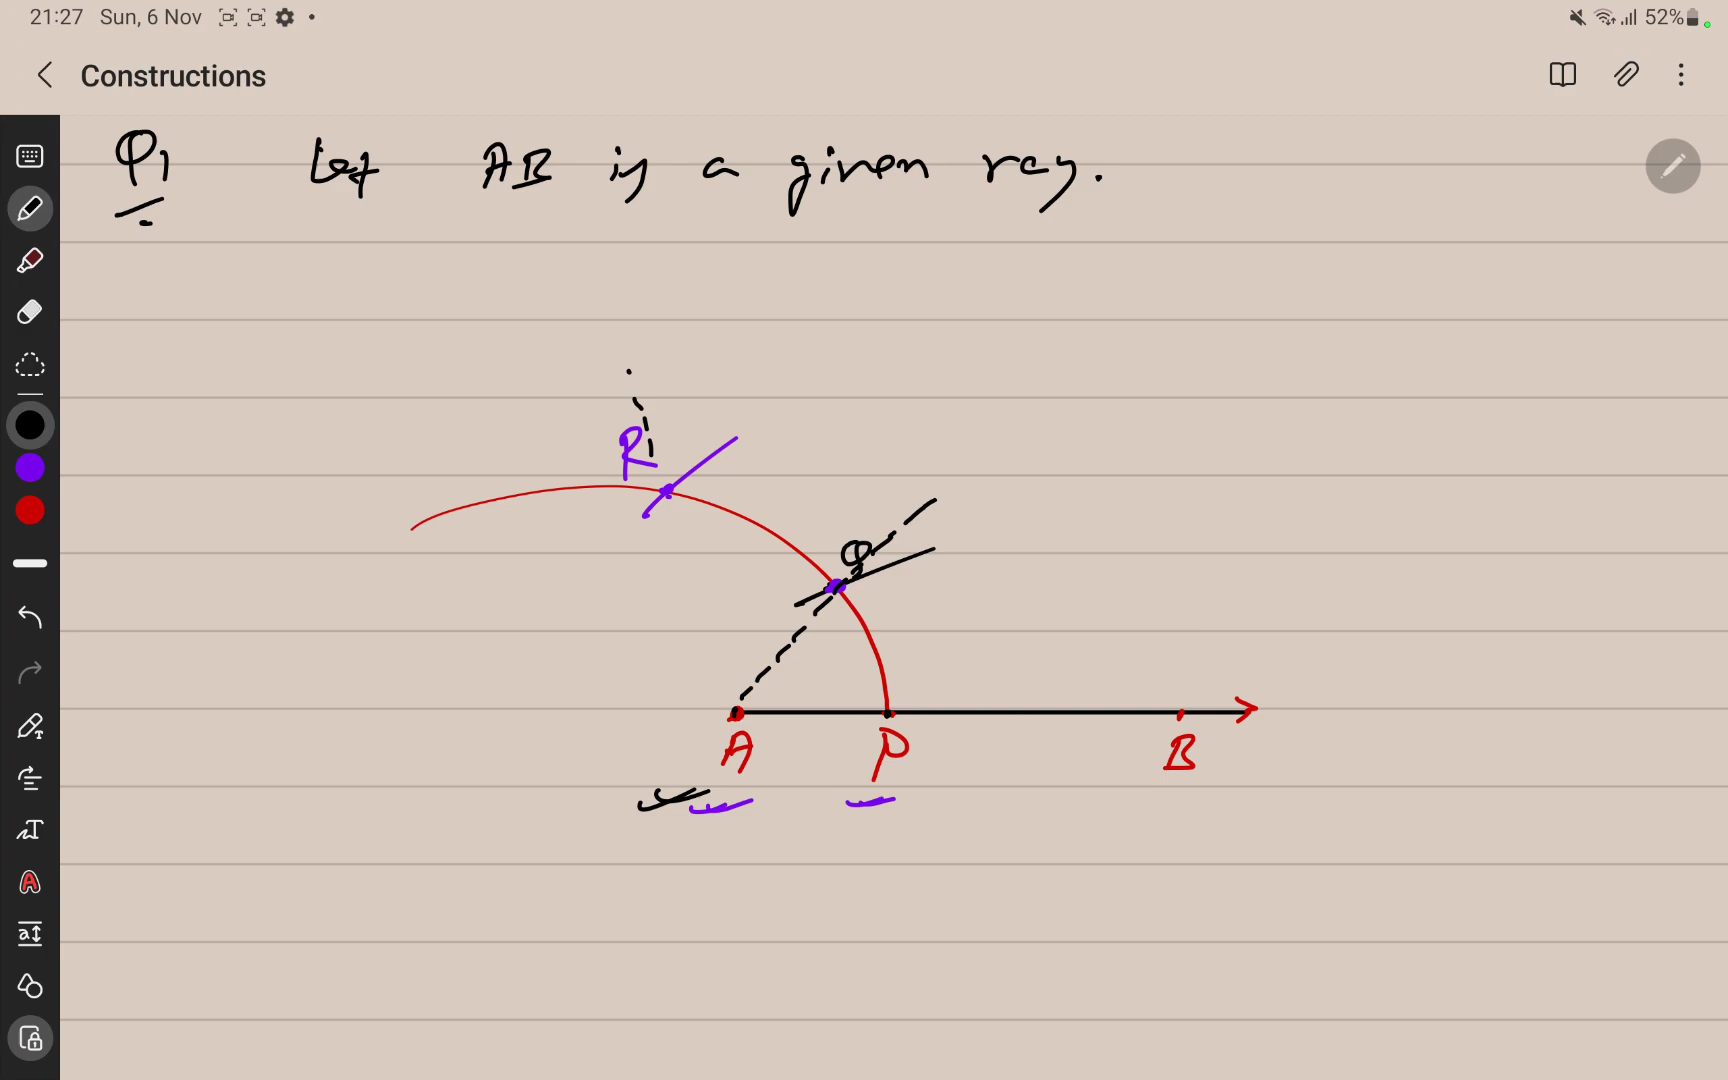 21:27 Sun, 6 Nov 52%
Constructions
Q1 Let AB is a given ray.
R
Q
A P B